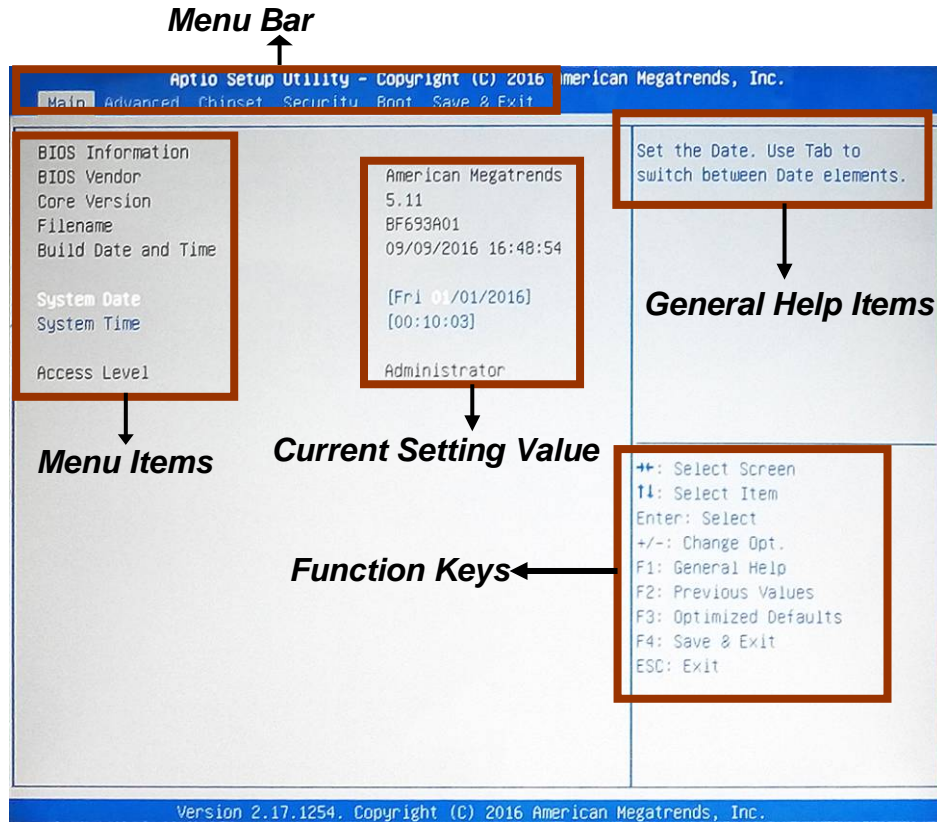 Menu Bar
Aptio Setup Utility – Copyright (C) 2016 American Megatrends, Inc.
Main Advanced Chipset Security Boot Save & Exit
BIOS Information
BIOS Vendor American Megatrends
Core Version 5.11
Filename BF693A01
Build Date and Time 09/09/2016 16:48:54
System Date [Fri 01/01/2016]
System Time [00:10:03]
Access Level Administrator
Set the Date. Use Tab to
switch between Date elements.
General Help Items
Menu Items
Current Setting Value
Function Keys
→←: Select Screen
↑↓: Select Item
Enter: Select
+/-: Change Opt.
F1: General Help
F2: Previous Values
F3: Optimized Defaults
F4: Save & Exit
ESC: Exit
Version 2.17.1254. Copyright (C) 2016 American Megatrends, Inc.